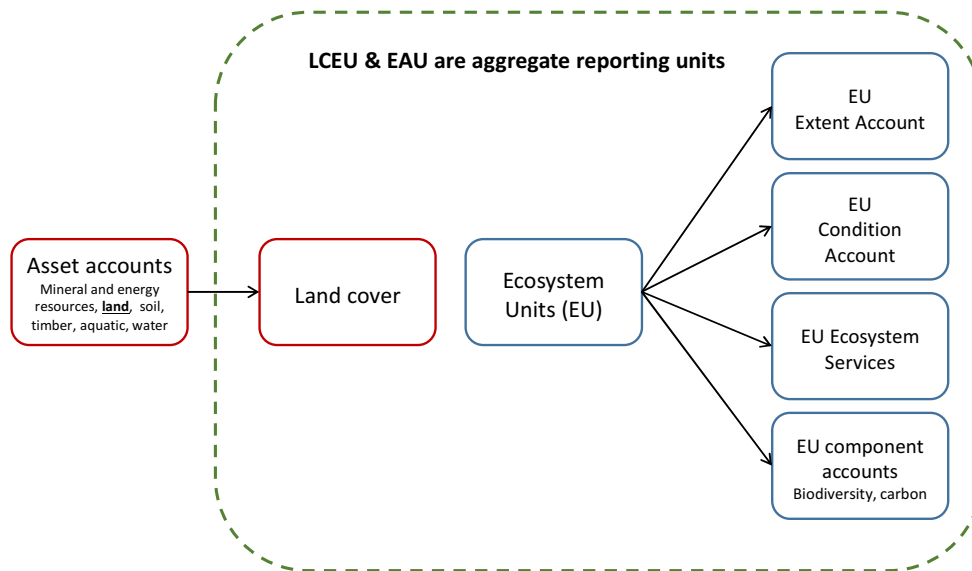 LCEU & EAU are aggregate reporting units
Asset accounts
Mineral and energy
resources, land, soil,
timber, aquatic, water
Land cover
Ecosystem
Units (EU)
EU
Extent Account
EU
Condition
Account
EU Ecosystem
Services
EU component
accounts
Biodiversity, carbon